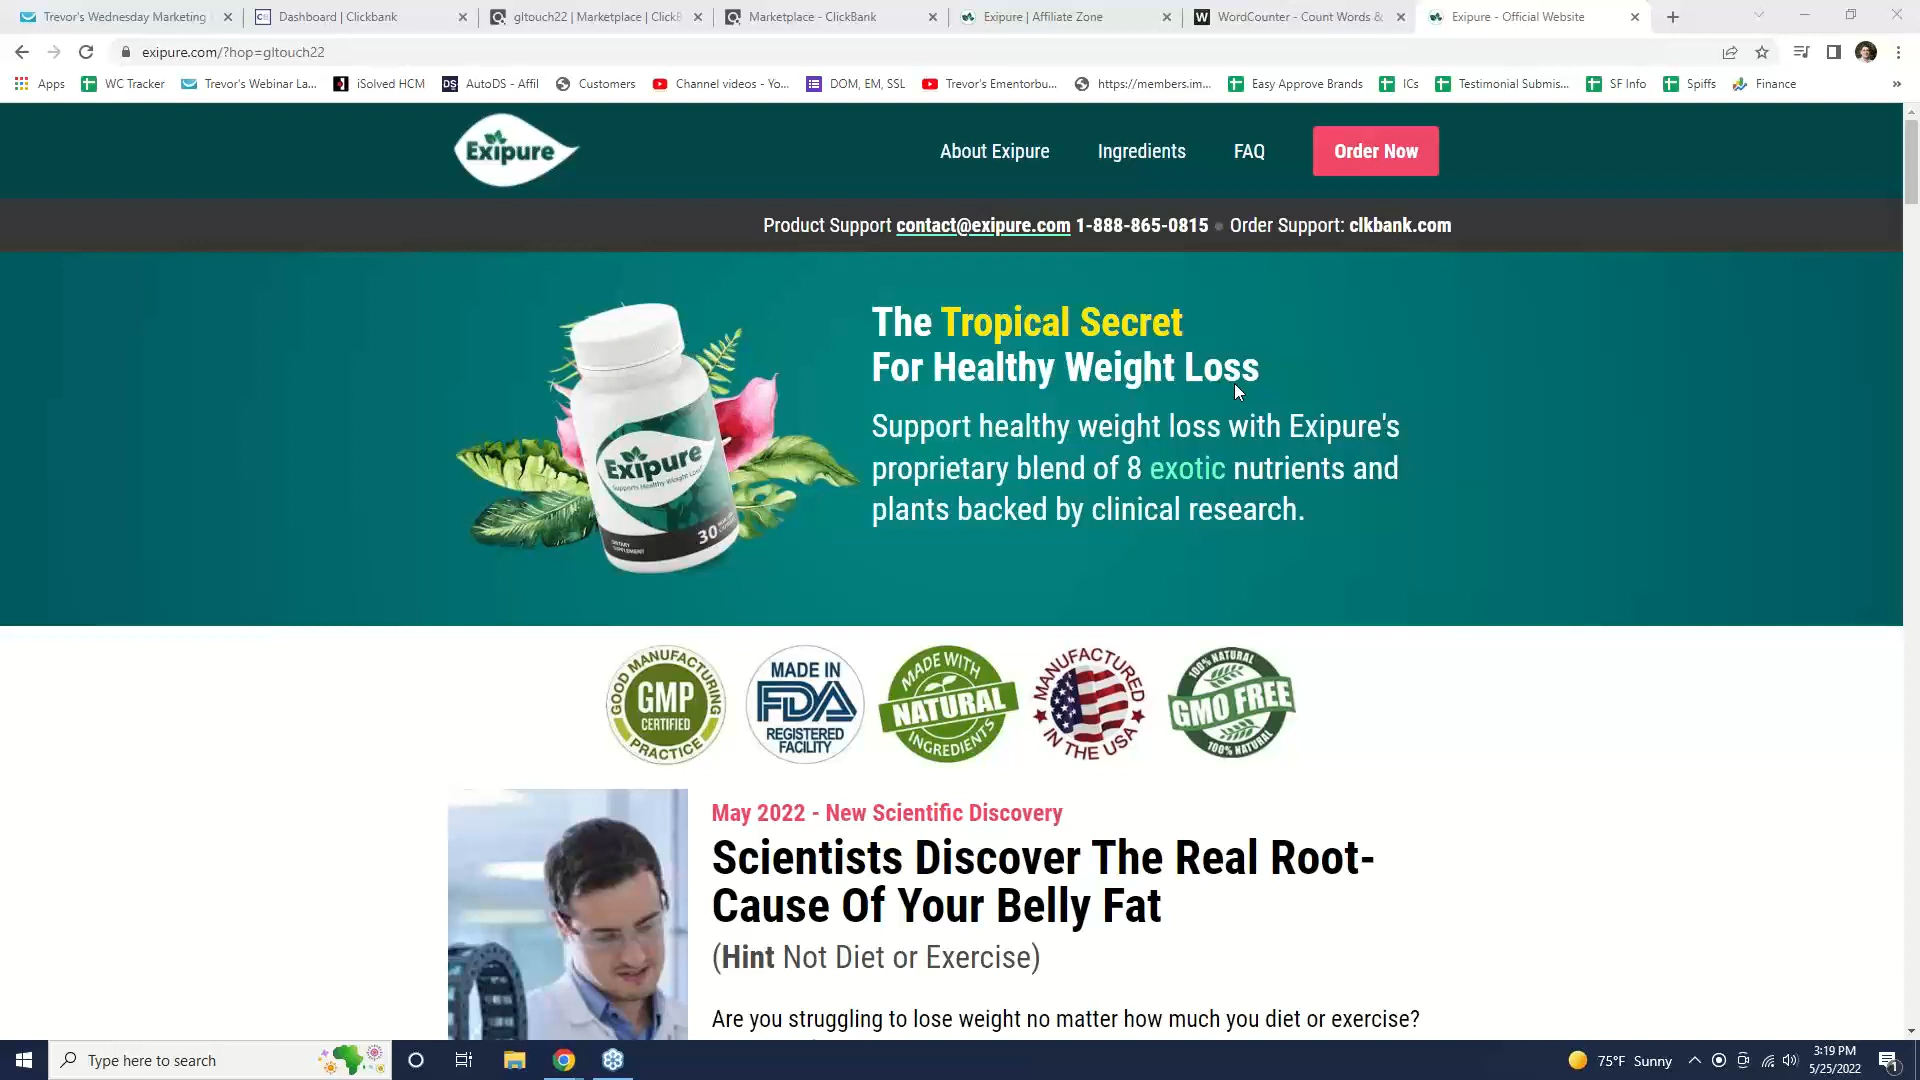 Trevor's Wednesday Marketing
Dashboard | Clickbank
gltouch22 | Marketplace | Click
Marketplace - ClickBank
Exipure | Affiliate Zone
WordCounter - Count Words &
Exipure - Official Website
exipure.com/?hop=gltouch22
Apps
WC Tracker
Trevor's Webinar La...
iSolved HCM
AutoDS - Affil
Customers
Channel videos - Yo...
DOM, EM, SSL
Trevor's Ementorbu...
https://members.im...
Easy Approve Brands
ICs
Testimonial Submis...
SF Info
Spiffs
Finance
»
Exipure
About Exipure
Ingredients
FAQ
Order Now
Product Support contact@exipure.com 1-888-865-0815 ● Order Support: clkbank.com
The Tropical Secret
For Healthy Weight Loss
Support healthy weight loss with Exipure's
proprietary blend of 8 exotic nutrients and
plants backed by clinical research.
Exipure
Supports Healthy Weight Loss
DIETARY
SUPPLEMENT
30
GOOD MANUFACTURING
GMP
CERTIFIED
PRACTICE
MADE IN
FDA
REGISTERED
FACILITY
MADE WITH
NATURAL
INGREDIENTS
MANUFACTURED
IN THE USA
100% NATURAL
GMO FREE
100% NATURAL
May 2022 - New Scientific Discovery
Scientists Discover The Real Root-
Cause Of Your Belly Fat
(Hint Not Diet or Exercise)
Are you struggling to lose weight no matter how much you diet or exercise?
Type here to search
75°F Sunny
3:19 PM
5/25/2022
1